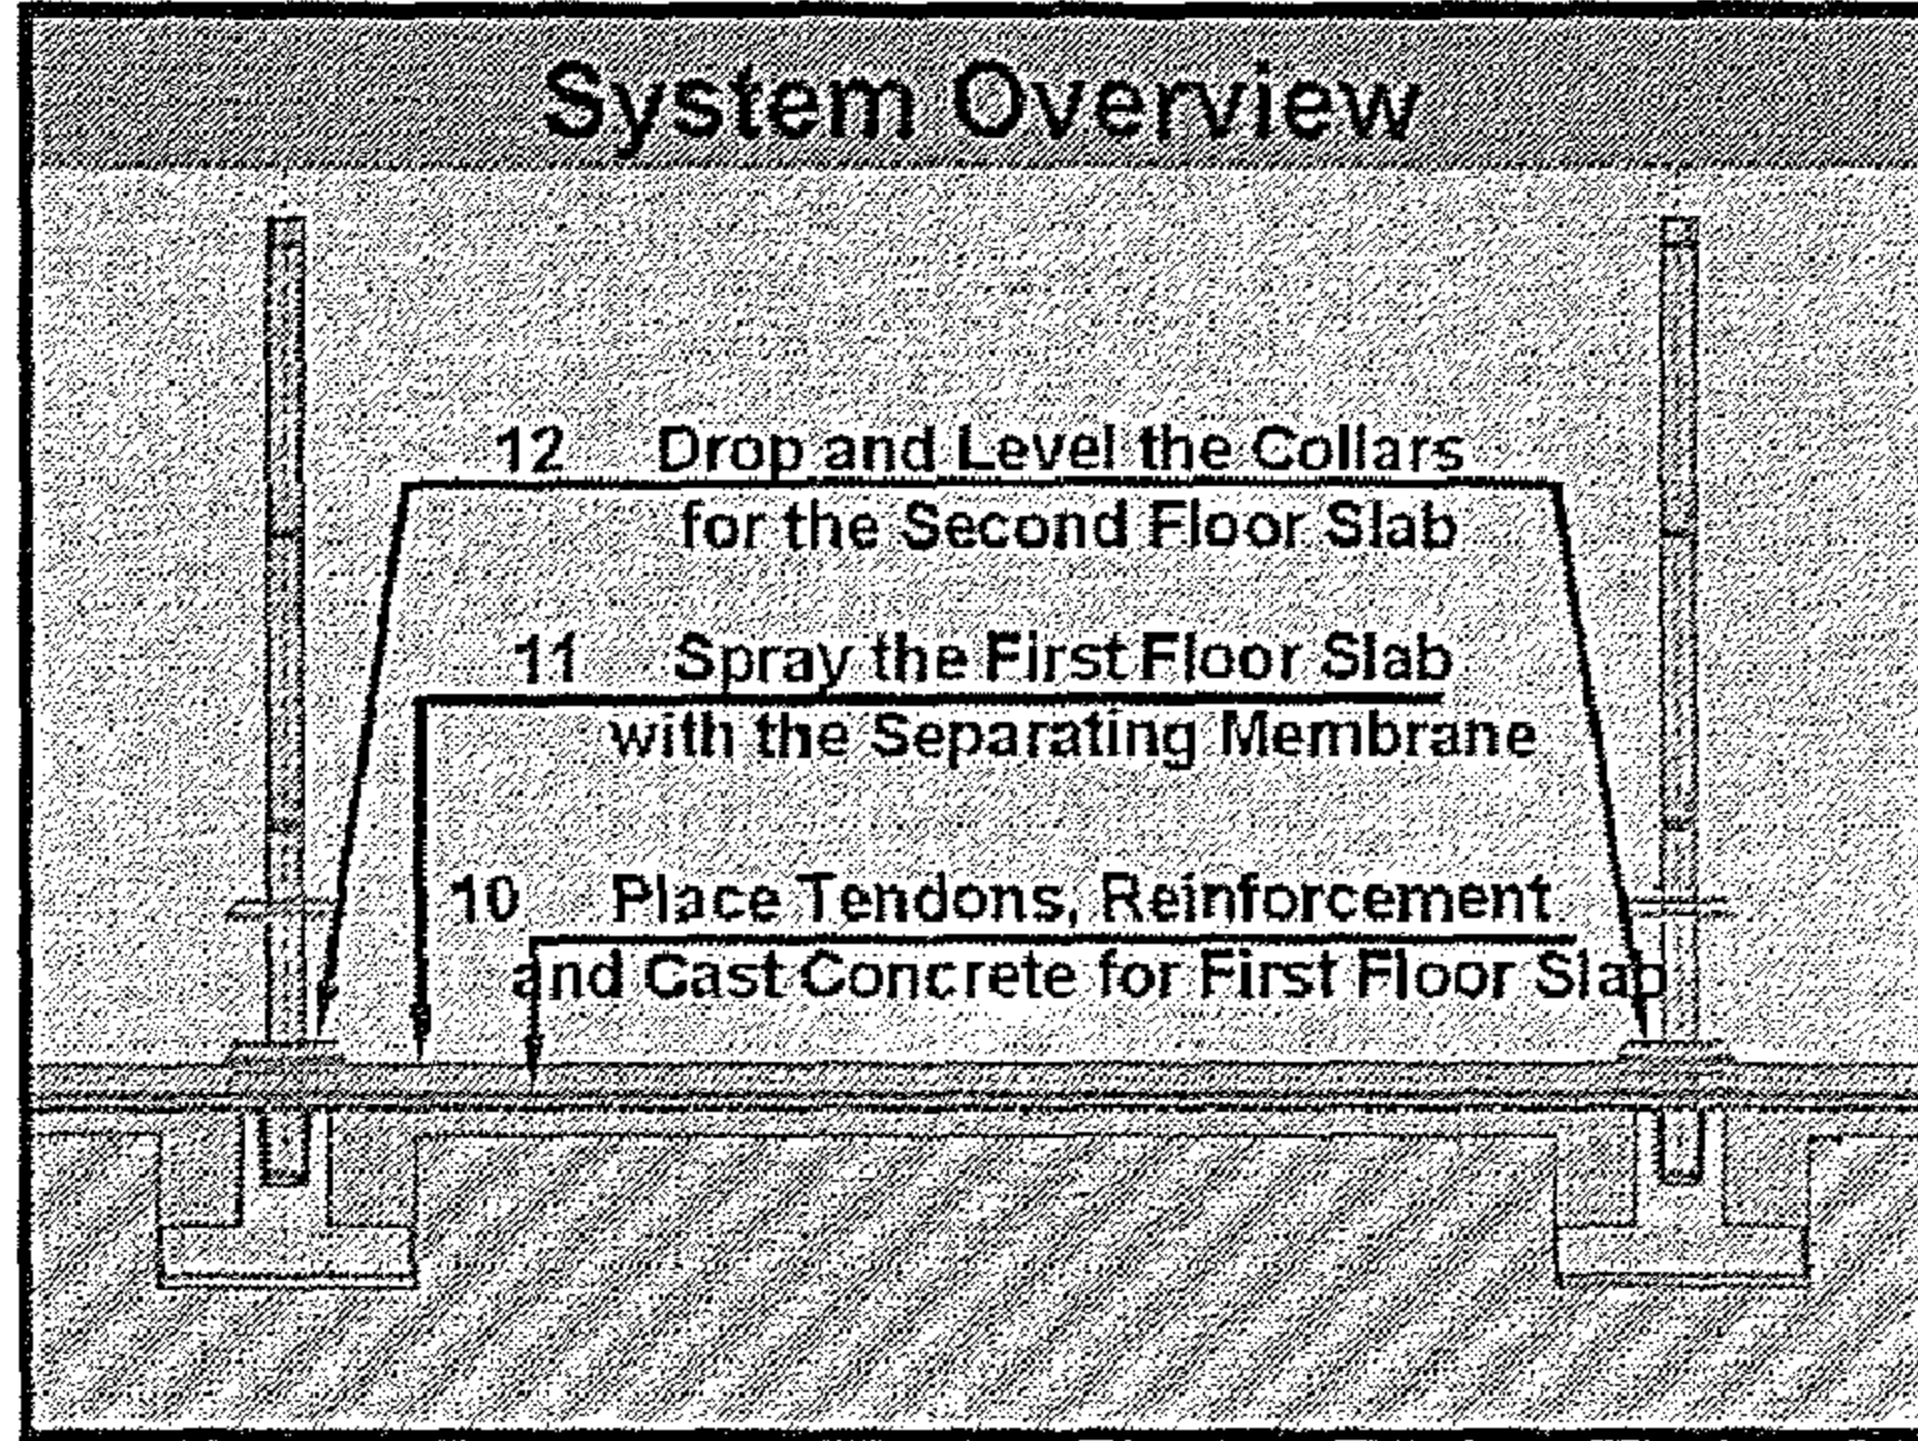 System Overview
12 Drop and Level the Collars
for the Second Floor Slab
11 Spray the First Floor Slab
with the Separating Membrane
10 Place Tendons, Reinforcement
and Cast Concrete for First Floor Slab